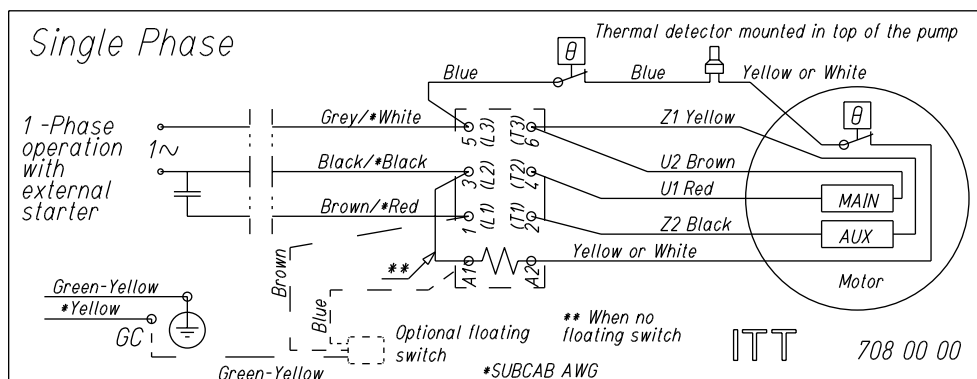 Single Phase
Thermal detector mounted in top of the pump
θ
Blue
Blue
Yellow or White
θ
1-Phase
operation
with
external
starter
1~
Grey/*White
5
(L3)
(T3)
6
Z1 Yellow
Black/*Black
3
(L2)
(T2)
4
U2 Brown
U1 Red
MAIN
Brown/*Red
1
(L1)
(T1)
2
Z2 Black
AUX
Brown
**
A1
A2
Yellow or White
Motor
Green-Yellow
*Yellow
GC
Blue
Optional floating
switch
** When no
floating switch
Green-Yellow
*SUBCAB AWG
ITT
708 00 00